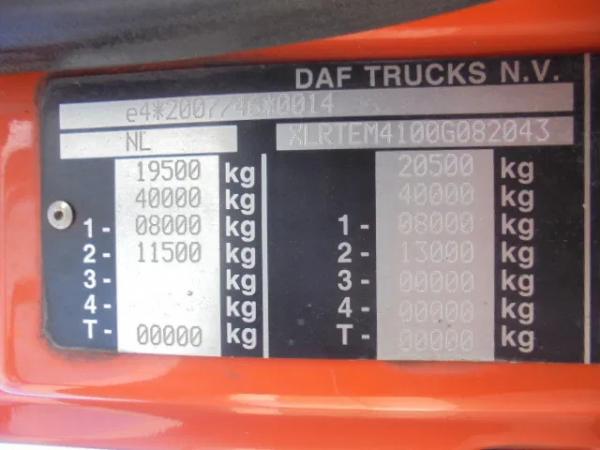 DAF TRUCKS N.V.
e4*2007/46*0014
NL XLRTEM4100G082043
19500 kg 20500 kg
40000 kg 40000 kg
1- 08000 kg 1- 08000 kg
2- 11500 kg 2- 13000 kg
3- kg 3- 00000 kg
4- kg 4- 00000 kg
T- 00000 kg T- 00000 kg